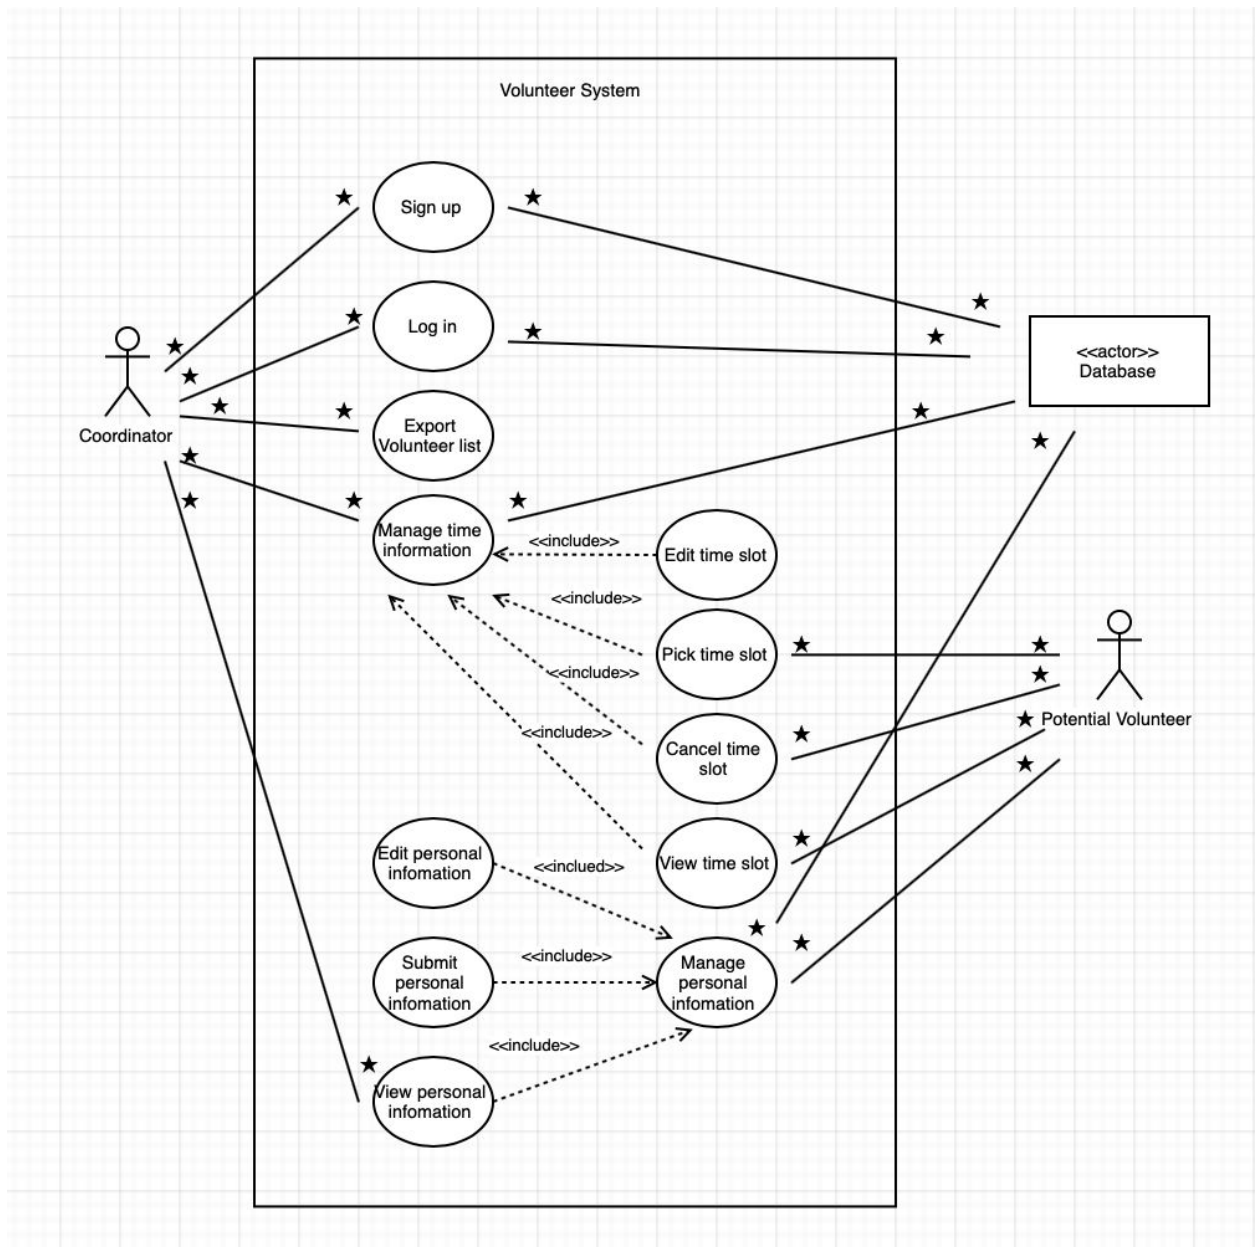 Volunteer System
Sign up
Log in
<<actor>>
Database
Coordinator
Export
Volunteer list
Manage time
information
<<include>>
Edit time slot
<<include>>
Pick time slot
<<include>>
Potential Volunteer
<<include>>
Cancel time
slot
Edit personal
infomation
<<inclued>>
View time slot
Submit
personal
infomation
<<include>>
Manage
personal
infomation
<<include>>
View personal
infomation